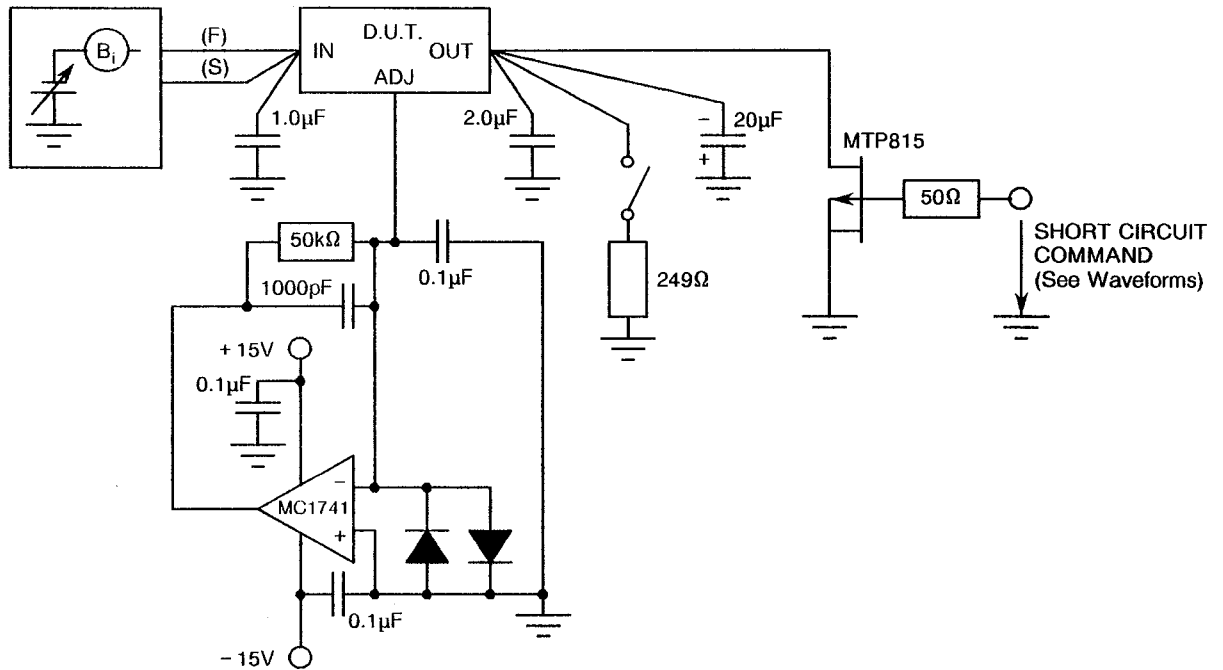 Bi
(F)
(S)
IN
D.U.T.
OUT
ADJ
1.0µF
2.0µF
−
20µF
+
MTP815
50Ω
SHORT CIRCUIT
COMMAND
(See Waveforms)
50kΩ
0.1µF
249Ω
1000pF
+15V
0.1µF
MC1741
−
+
0.1µF
−15V